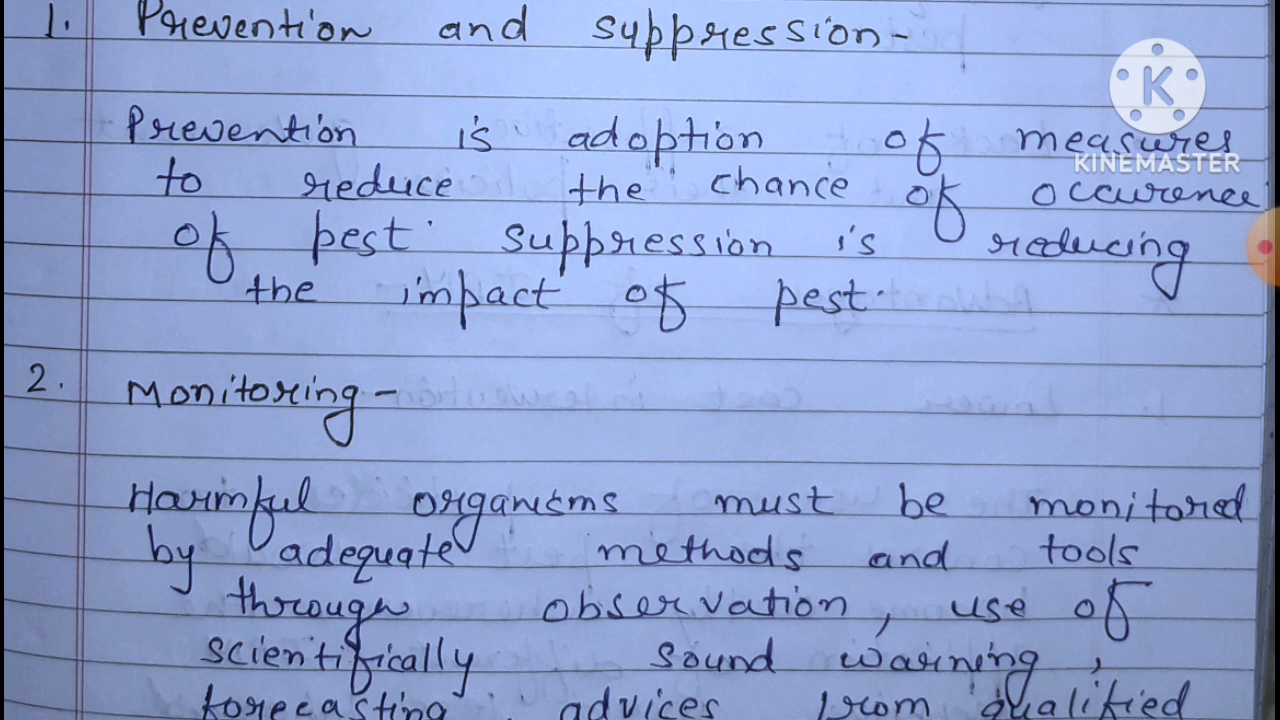 1. Prevention and suppression-
KINEMASTER
Prevention is adoption of measures
to reduce the chance of occurence
of pest. suppression is reducing
the impact of pest.
2. Monitoring-
Harmful organisms must be monitored
by adequate methods and tools
through observation, use of
scientifically sound warning,
forecasting, advices from qualified